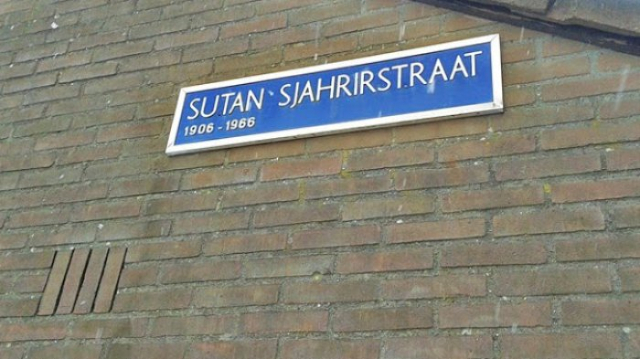 SUTAN SJAHRIRSTRAAT
1906 - 1966